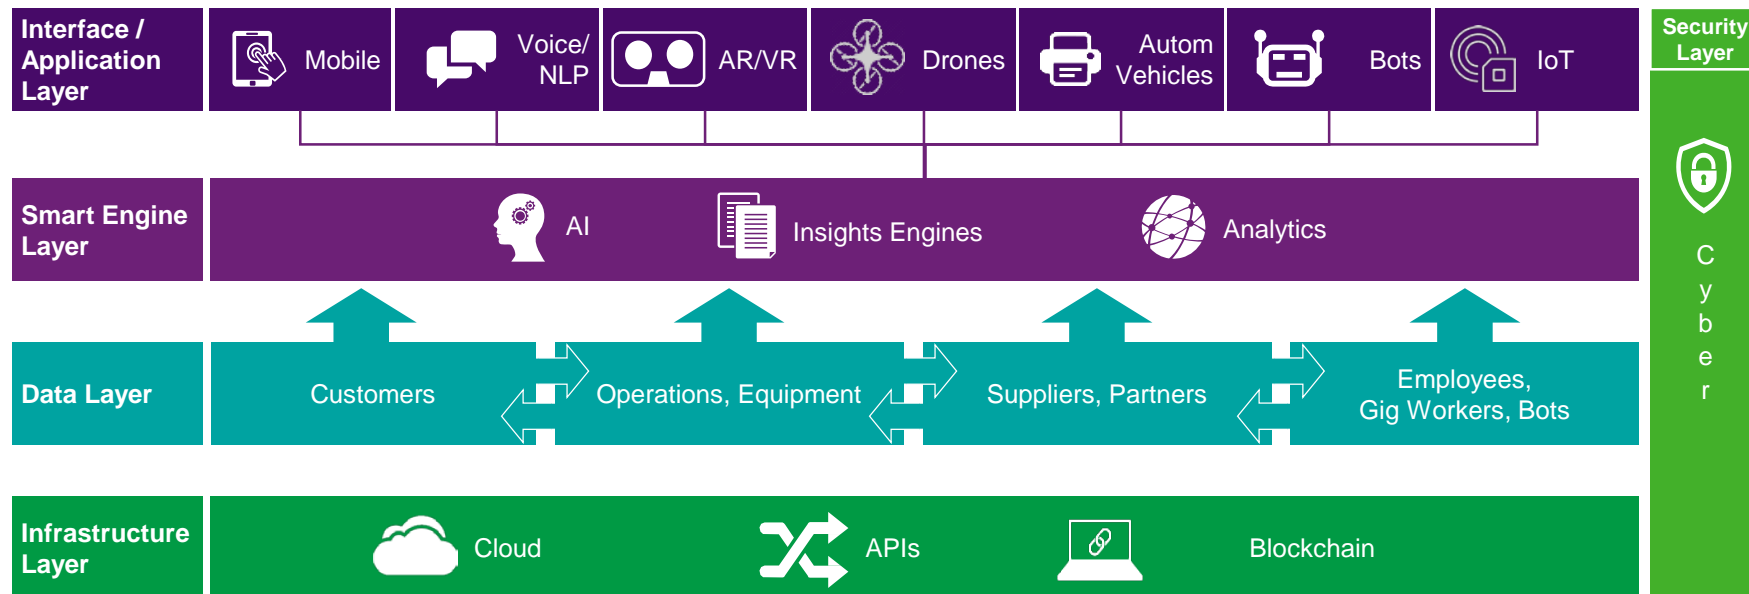 Interface /
Application
Layer
Mobile
Voice/
NLP
AR/VR
Drones
Autom
Vehicles
Bots
IoT
Security
Layer
Smart Engine
Layer
AI
Insights Engines
Analytics
C
y
b
e
r
Data Layer
Customers
Operations, Equipment
Suppliers, Partners
Employees,
Gig Workers, Bots
Infrastructure
Layer
Cloud
APIs
Blockchain